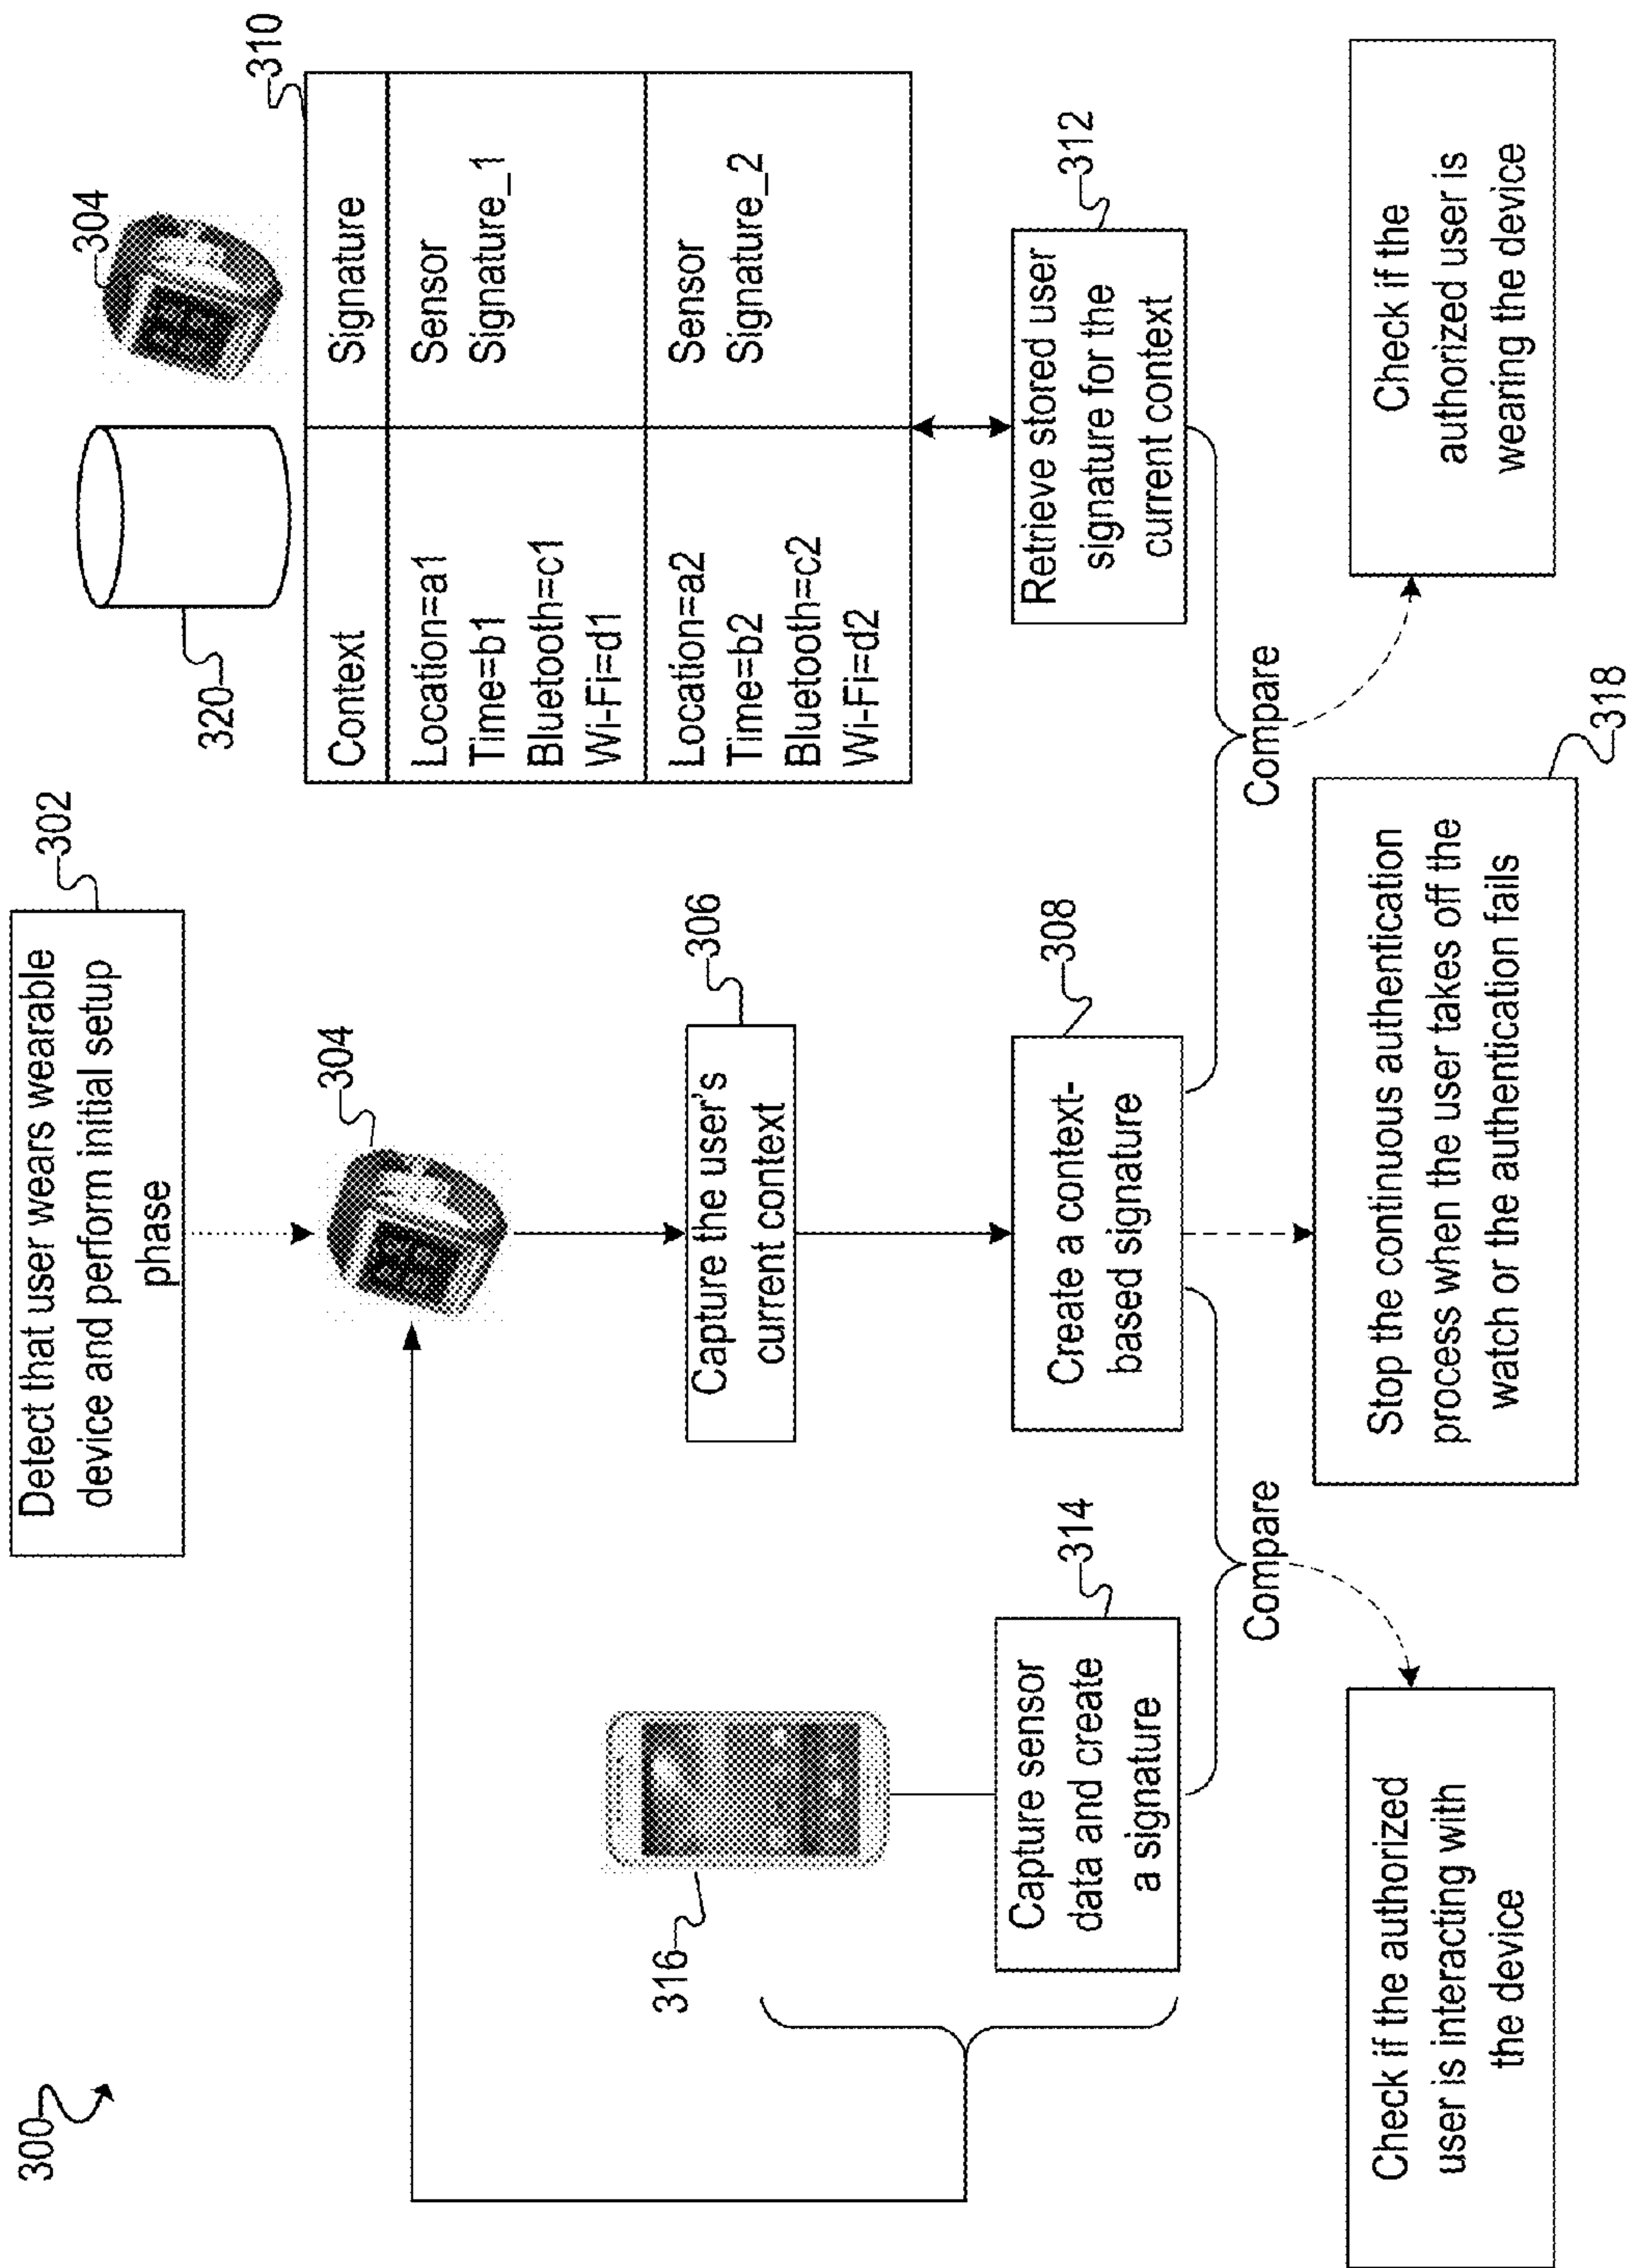 300
Detect that user wears wearable
device and perform initial setup
phase
302
304
320
304
310
Context
Signature
Location=a1
Time=b1
Bluetooth=c1
Wi-Fi=d1
Sensor
Signature_1
Location=a2
Time=b2
Bluetooth=c2
Wi-Fi=d2
Sensor
Signature_2
Capture the user's
current context
306
316
Capture sensor
data and create
a signature
314
Create a context-
based signature
308
Retrieve stored user
signature for the
current context
312
Compare
Compare
Check if the authorized
user is interacting with
the device
Stop the continuous authentication
process when the user takes off the
watch or the authentication fails
318
Check if the
authorized user is
wearing the device